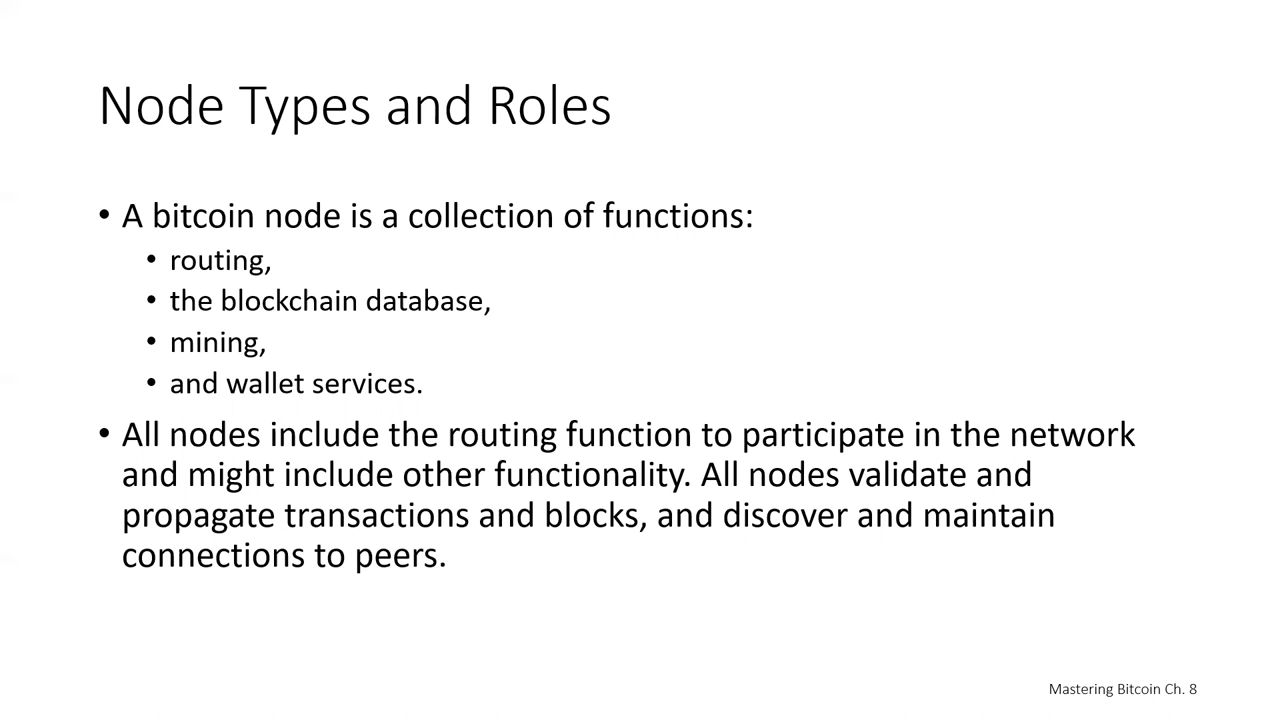 Node Types and Roles
• A bitcoin node is a collection of functions:
• routing,
• the blockchain database,
• mining,
• and wallet services.
• All nodes include the routing function to participate in the network
and might include other functionality. All nodes validate and
propagate transactions and blocks, and discover and maintain
connections to peers.
Mastering Bitcoin Ch. 8